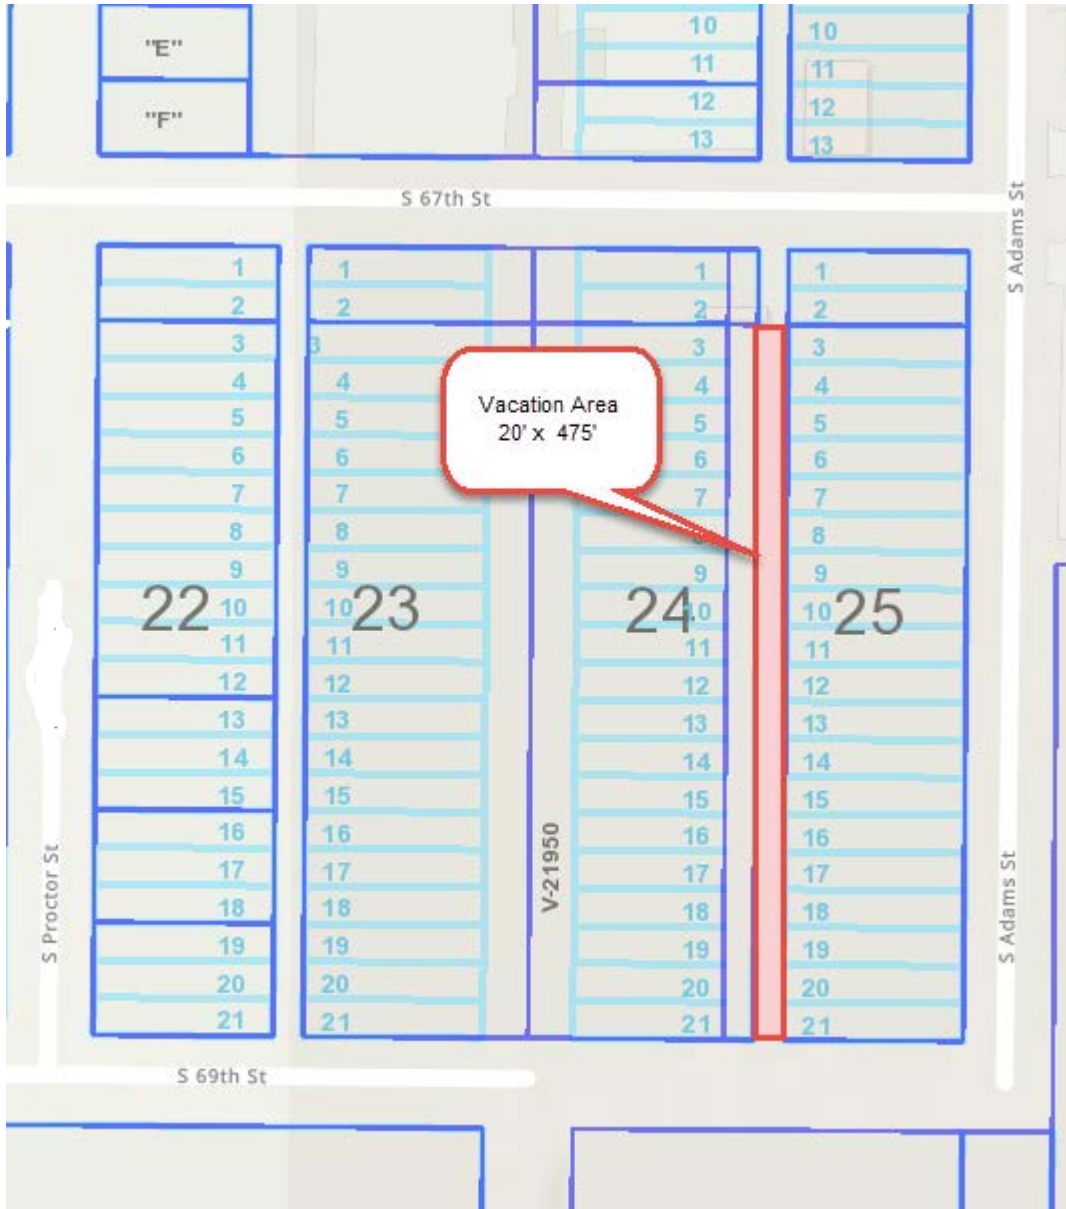 "E"
"F"
10 10
11 11
12 12
13 13
S 67th St
S Adams St
1 1 1 1
2 2 2 2
3 3 3 3
4 4 4 4
5 5 5 5
6 6 6 6
7 7 7 7
Vacation Area
20' x 475'
8 8 8
9 9 9 9
10 10 10 10
22 23 24 25
11 11 11 11
12 12 12 12
13 13 13 13
14 14 14 14
15 15 15 15
16 16 16 16
17 17 17 17
18 18 18 18
19 19 19 19
20 20 20 20
21 21 21 21
V-21950
S Proctor St
S Adams St
S 69th St